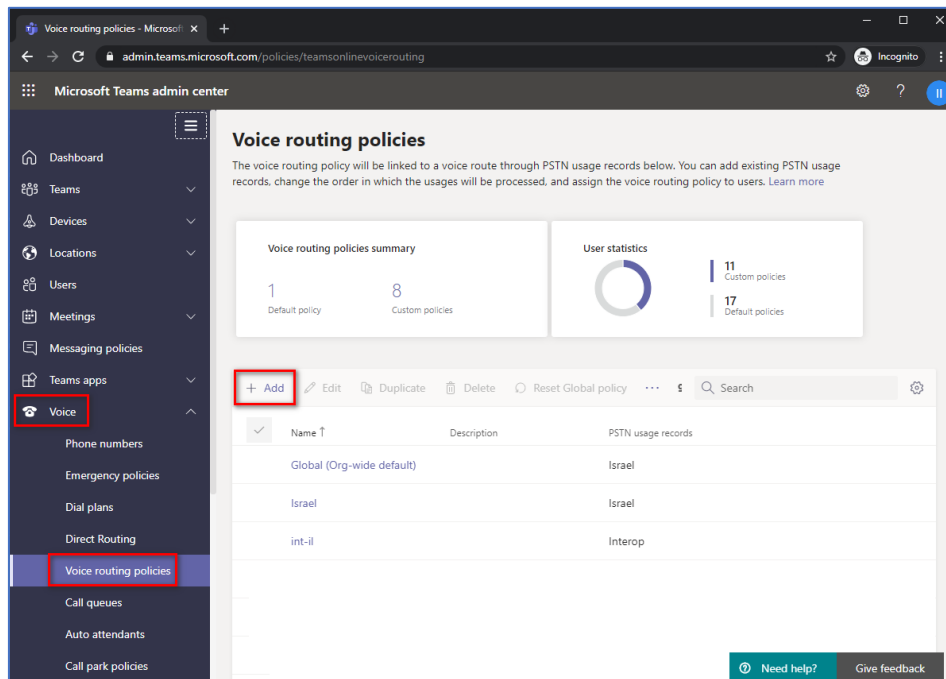 Voice routing policies - Microsoft
admin.teams.microsoft.com/policies/teamsonlinevoicerouting
Incognito
Microsoft Teams admin center
?
II
Dashboard
Teams
Devices
Locations
Users
Meetings
Messaging policies
Teams apps
Voice
Phone numbers
Emergency policies
Dial plans
Direct Routing
Voice routing policies
Call queues
Auto attendants
Call park policies
Voice routing policies
The voice routing policy will be linked to a voice route through PSTN usage records below. You can add existing PSTN usage
records, change the order in which the usages will be processed, and assign the voice routing policy to users. Learn more
Voice routing policies summary
1
Default policy
8
Custom policies
User statistics
11
Custom policies
17
Default policies
+ Add Edit Duplicate Delete Reset Global policy ... Search
Name ↑ Description PSTN usage records
Global (Org-wide default) Israel
Israel Israel
int-il Interop
Need help? Give feedback